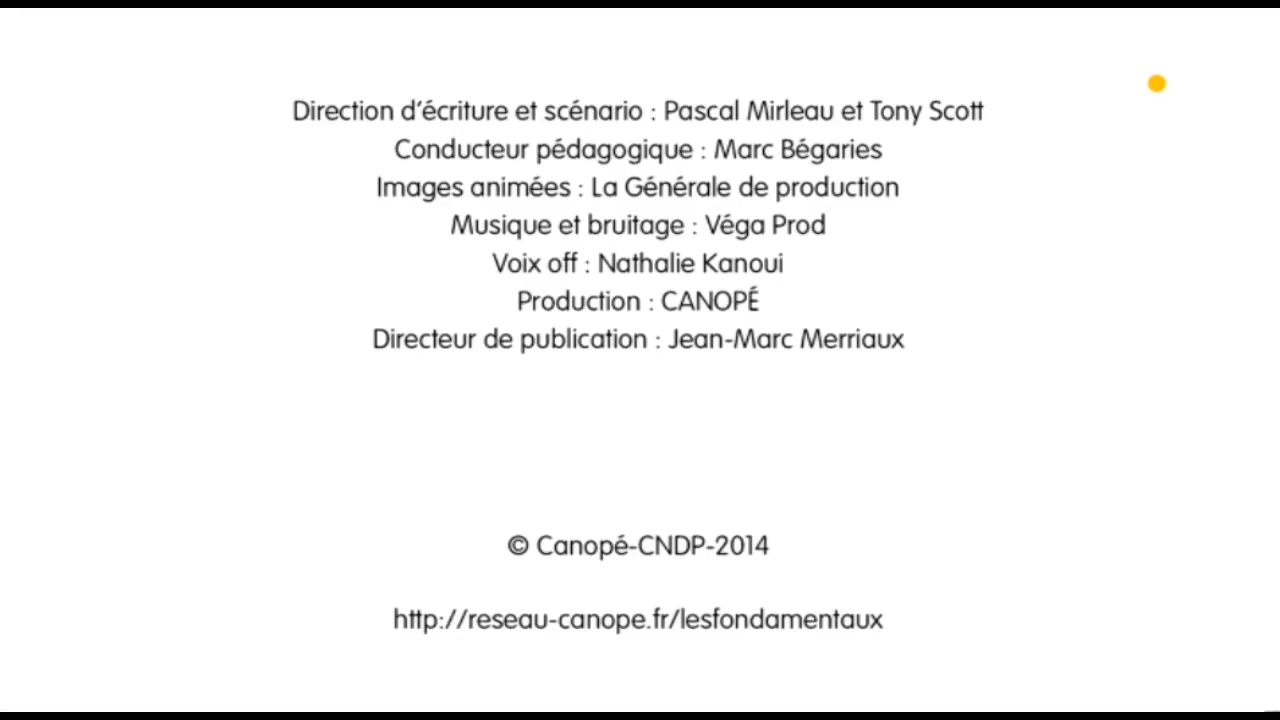 Direction d'écriture et scénario : Pascal Mirleau et Tony Scott
Conducteur pédagogique : Marc Bégaries
Images animées : La Générale de production
Musique et bruitage : Véga Prod
Voix off : Nathalie Kanoui
Production : CANOPÉ
Directeur de publication : Jean-Marc Merriaux
© Canopé-CNDP-2014
http://reseau-canope.fr/lesfondamentaux